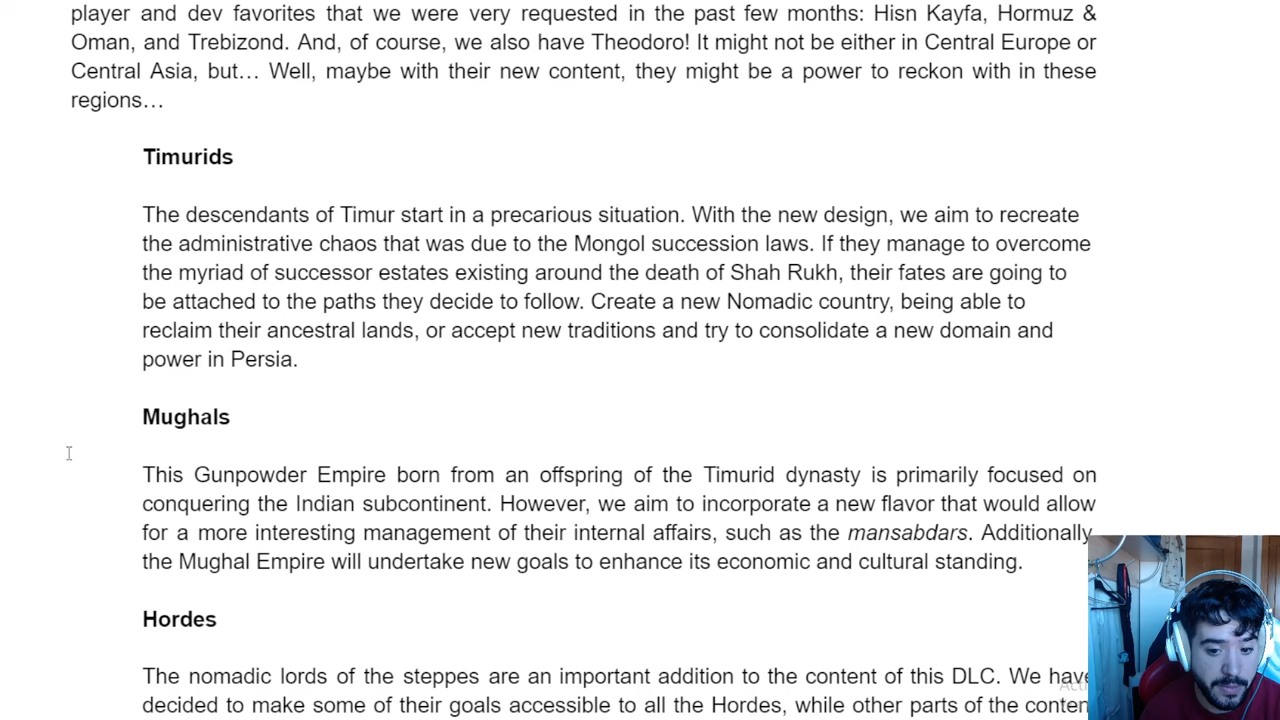 player and dev favorites that we were very requested in the past few months: Hisn Kayfa, Hormuz &
Oman, and Trebizond. And, of course, we also have Theodoro! It might not be either in Central Europe or
Central Asia, but… Well, maybe with their new content, they might be a power to reckon with in these
regions…
Timurids
The descendants of Timur start in a precarious situation. With the new design, we aim to recreate
the administrative chaos that was due to the Mongol succession laws. If they manage to overcome
the myriad of successor estates existing around the death of Shah Rukh, their fates are going to
be attached to the paths they decide to follow. Create a new Nomadic country, being able to
reclaim their ancestral lands, or accept new traditions and try to consolidate a new domain and
power in Persia.
Mughals
This Gunpowder Empire born from an offspring of the Timurid dynasty is primarily focused on
conquering the Indian subcontinent. However, we aim to incorporate a new flavor that would allow
for a more interesting management of their internal affairs, such as the mansabdars. Additionally,
the Mughal Empire will undertake new goals to enhance its economic and cultural standing.
Hordes
The nomadic lords of the steppes are an important addition to the content of this DLC. We have
decided to make some of their goals accessible to all the Hordes, while other parts of the conten